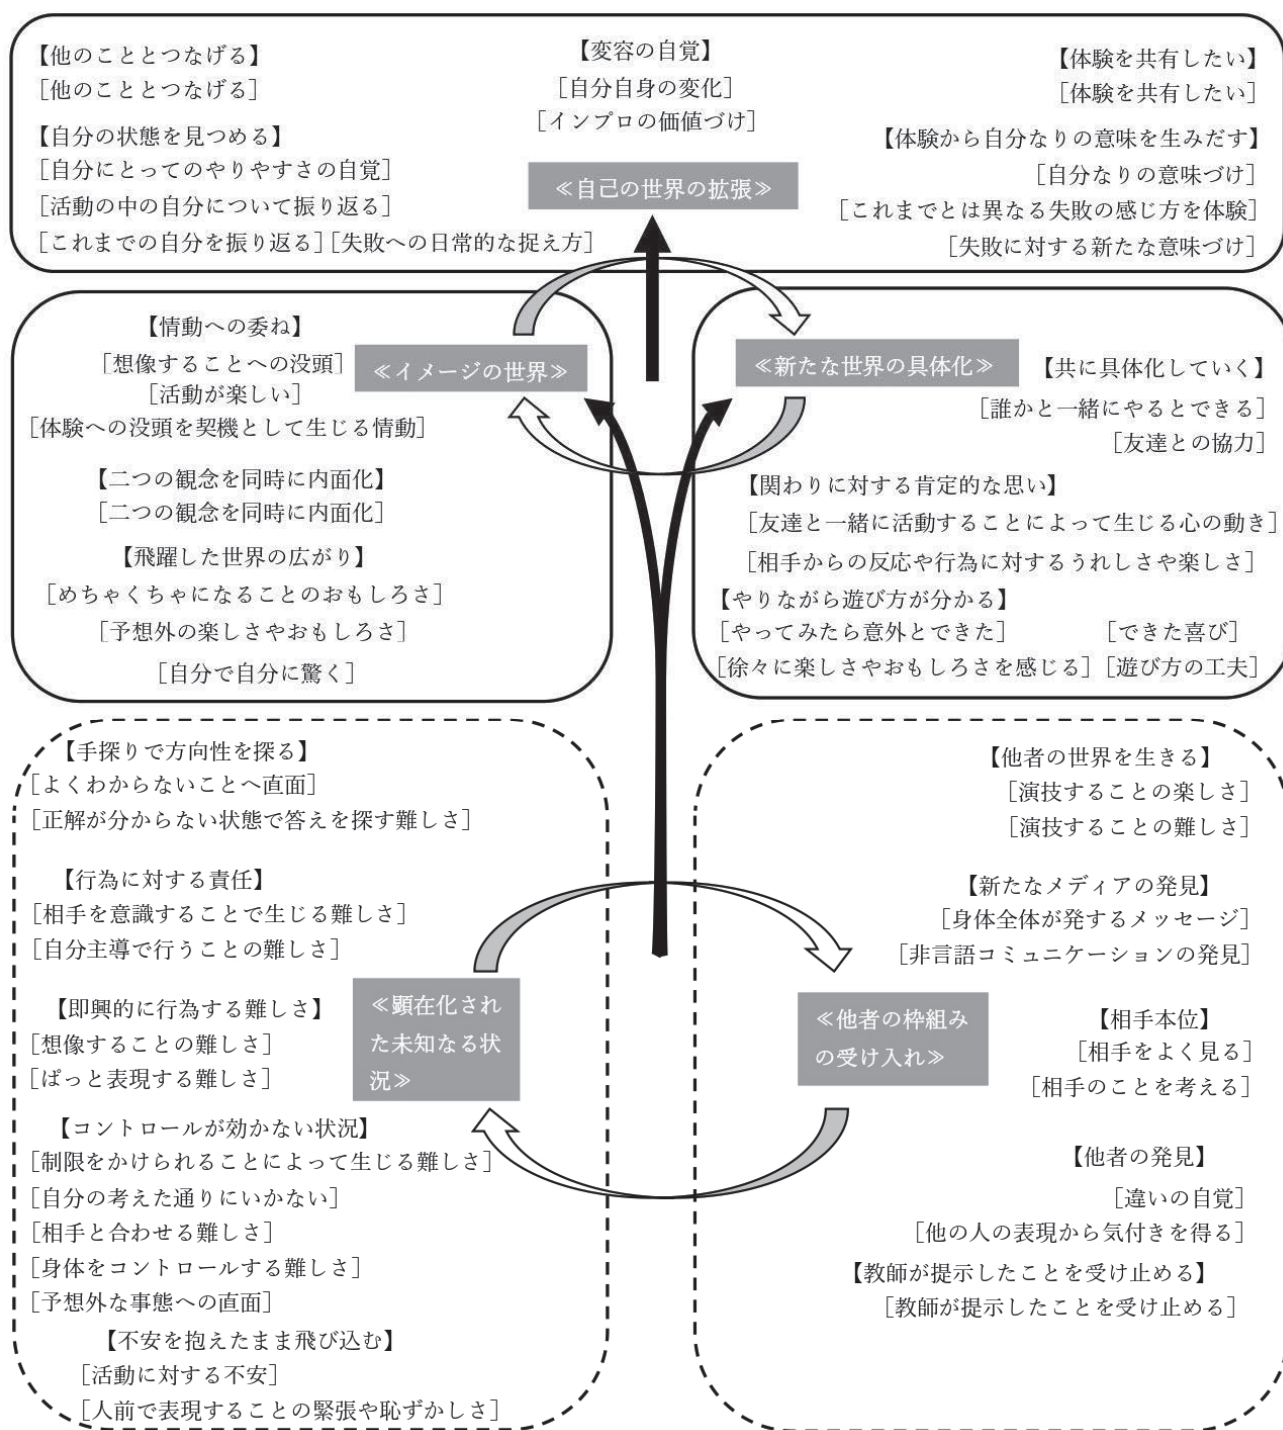 【他のこととつなげる】
[他のこととつなげる]
【自分の状態を見つめる】
[自分にとってのやりやすさの自覚]
[活動の中の自分について振り返る]
[これまでの自分を振り返る] [失敗への日常的な捉え方]
【変容の自覚】
[自分自身の変化]
[インプロの価値づけ]
≪自己の世界の拡張≫
【体験を共有したい】
[体験を共有したい]
【体験から自分なりの意味を生みだす】
[自分なりの意味づけ]
[これまでとは異なる失敗の感じ方を体験]
[失敗に対する新たな意味づけ]
【情動への委ね】
[想像することへの没頭]
[活動が楽しい]
[体験への没頭を契機として生じる情動]
≪イメージの世界≫
【二つの観念を同時に内面化】
[二つの観念を同時に内面化]
【飛躍した世界の広がり】
[めちゃくちゃになることのおもしろさ]
[予想外の楽しさやおもしろさ]
[自分で自分に驚く]
≪新たな世界の具体化≫
【共に具体化していく】
[誰かと一緒にやるとできる]
[友達との協力]
【関わりに対する肯定的な思い】
[友達と一緒に活動することによって生じる心の動き]
[相手からの反応や行為に対するうれしさや楽しさ]
【やりながら遊び方が分かる】
[やってみたら意外とできた] [できた喜び]
[徐々に楽しさやおもしろさを感じる] [遊び方の工夫]
【手探りで方向性を探る】
[よくわからないことへ直面]
[正解が分からない状態で答えを探す難しさ]
【行為に対する責任】
[相手を意識することで生じる難しさ]
[自分主導で行うことの難しさ]
【即興的に行為する難しさ】
[想像することの難しさ]
[ぱっと表現する難しさ]
≪顕在化され
た未知なる状
況≫
【コントロールが効かない状況】
[制限をかけられることによって生じる難しさ]
[自分の考えた通りにいかない]
[相手と合わせる難しさ]
[身体をコントロールする難しさ]
[予想外な事態への直面]
【不安を抱えたまま飛び込む】
[活動に対する不安]
[人前で表現することの緊張や恥ずかしさ]
【他者の世界を生きる】
[演技することの楽しさ]
[演技することの難しさ]
【新たなメディアの発見】
[身体全体が発するメッセージ]
[非言語コミュニケーションの発見]
≪他者の枠組み
の受け入れ≫
【相手本位】
[相手をよく見る]
[相手のことを考える]
【他者の発見】
[違いの自覚]
[他の人の表現から気付きを得る]
【教師が提示したことを受け止める】
[教師が提示したことを受け止める]